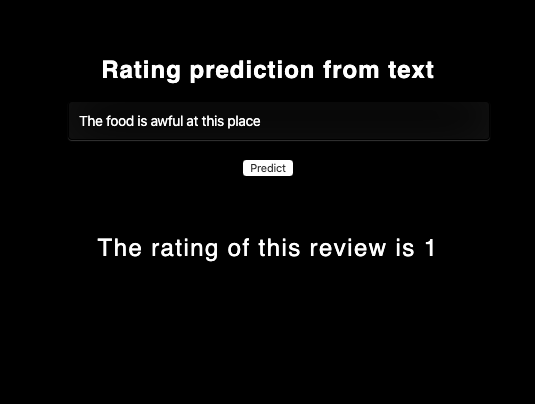 Rating prediction from text
The food is awful at this place
Predict
The rating of this review is 1